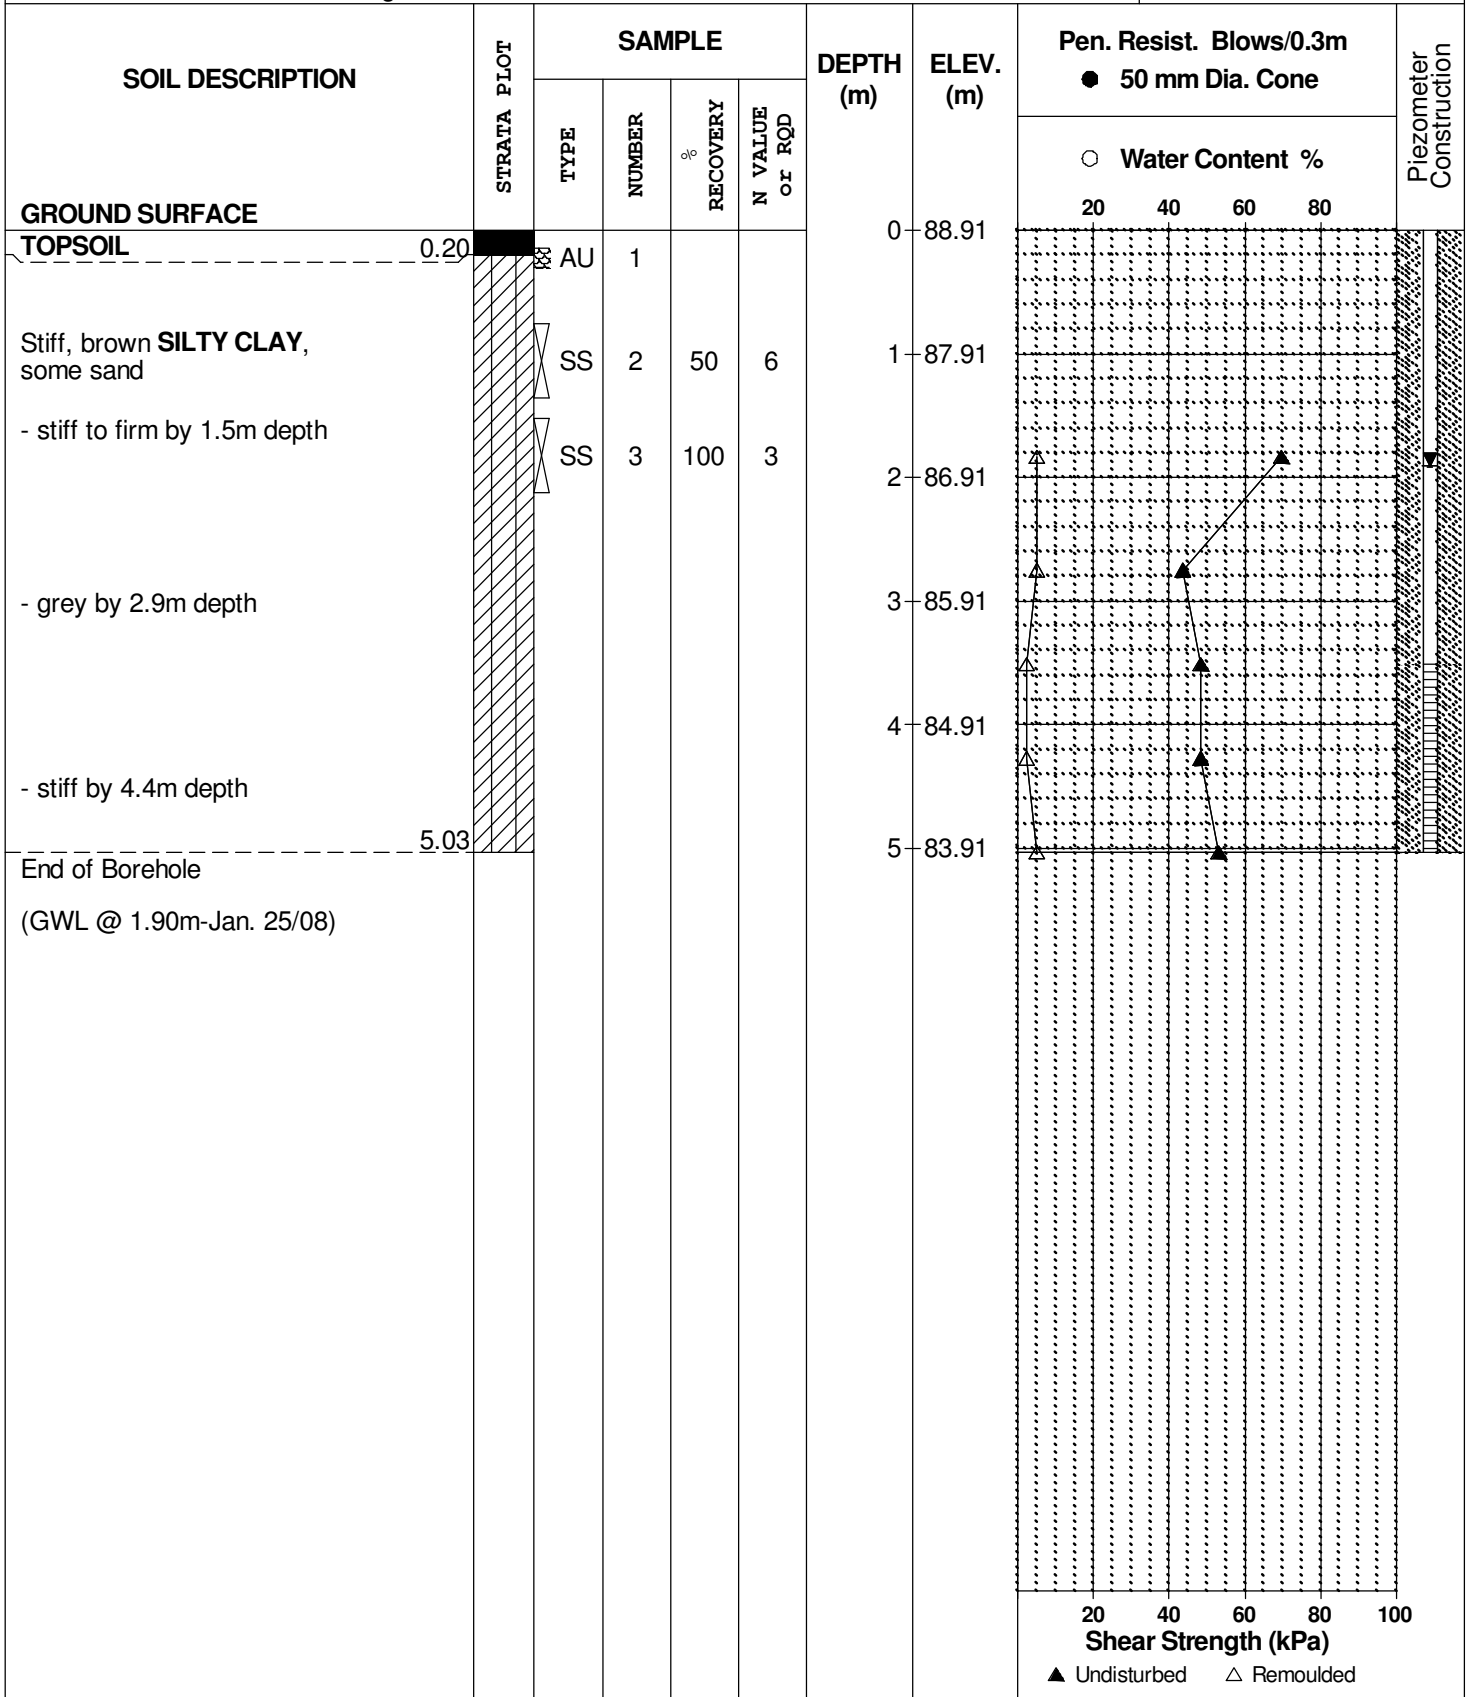 SOIL DESCRIPTION
STRATA PLOT
SAMPLE
TYPE
NUMBER
%
RECOVERY
N VALUE
or RQD
DEPTH
(m)
ELEV.
(m)
Pen. Resist. Blows/0.3m
● 50 mm Dia. Cone
○ Water Content %
Piezometer
Construction
20 40 60 80
GROUND SURFACE
0 88.91
TOPSOIL 0.20
AU 1
Stiff, brown SILTY CLAY,
some sand
SS 2 50 6
1 87.91
- stiff to firm by 1.5m depth
SS 3 100 3
2 86.91
- grey by 2.9m depth
3 85.91
4 84.91
- stiff by 4.4m depth
5.03
5 83.91
End of Borehole
(GWL @ 1.90m-Jan. 25/08)
20 40 60 80 100
Shear Strength (kPa)
▲ Undisturbed △ Remoulded